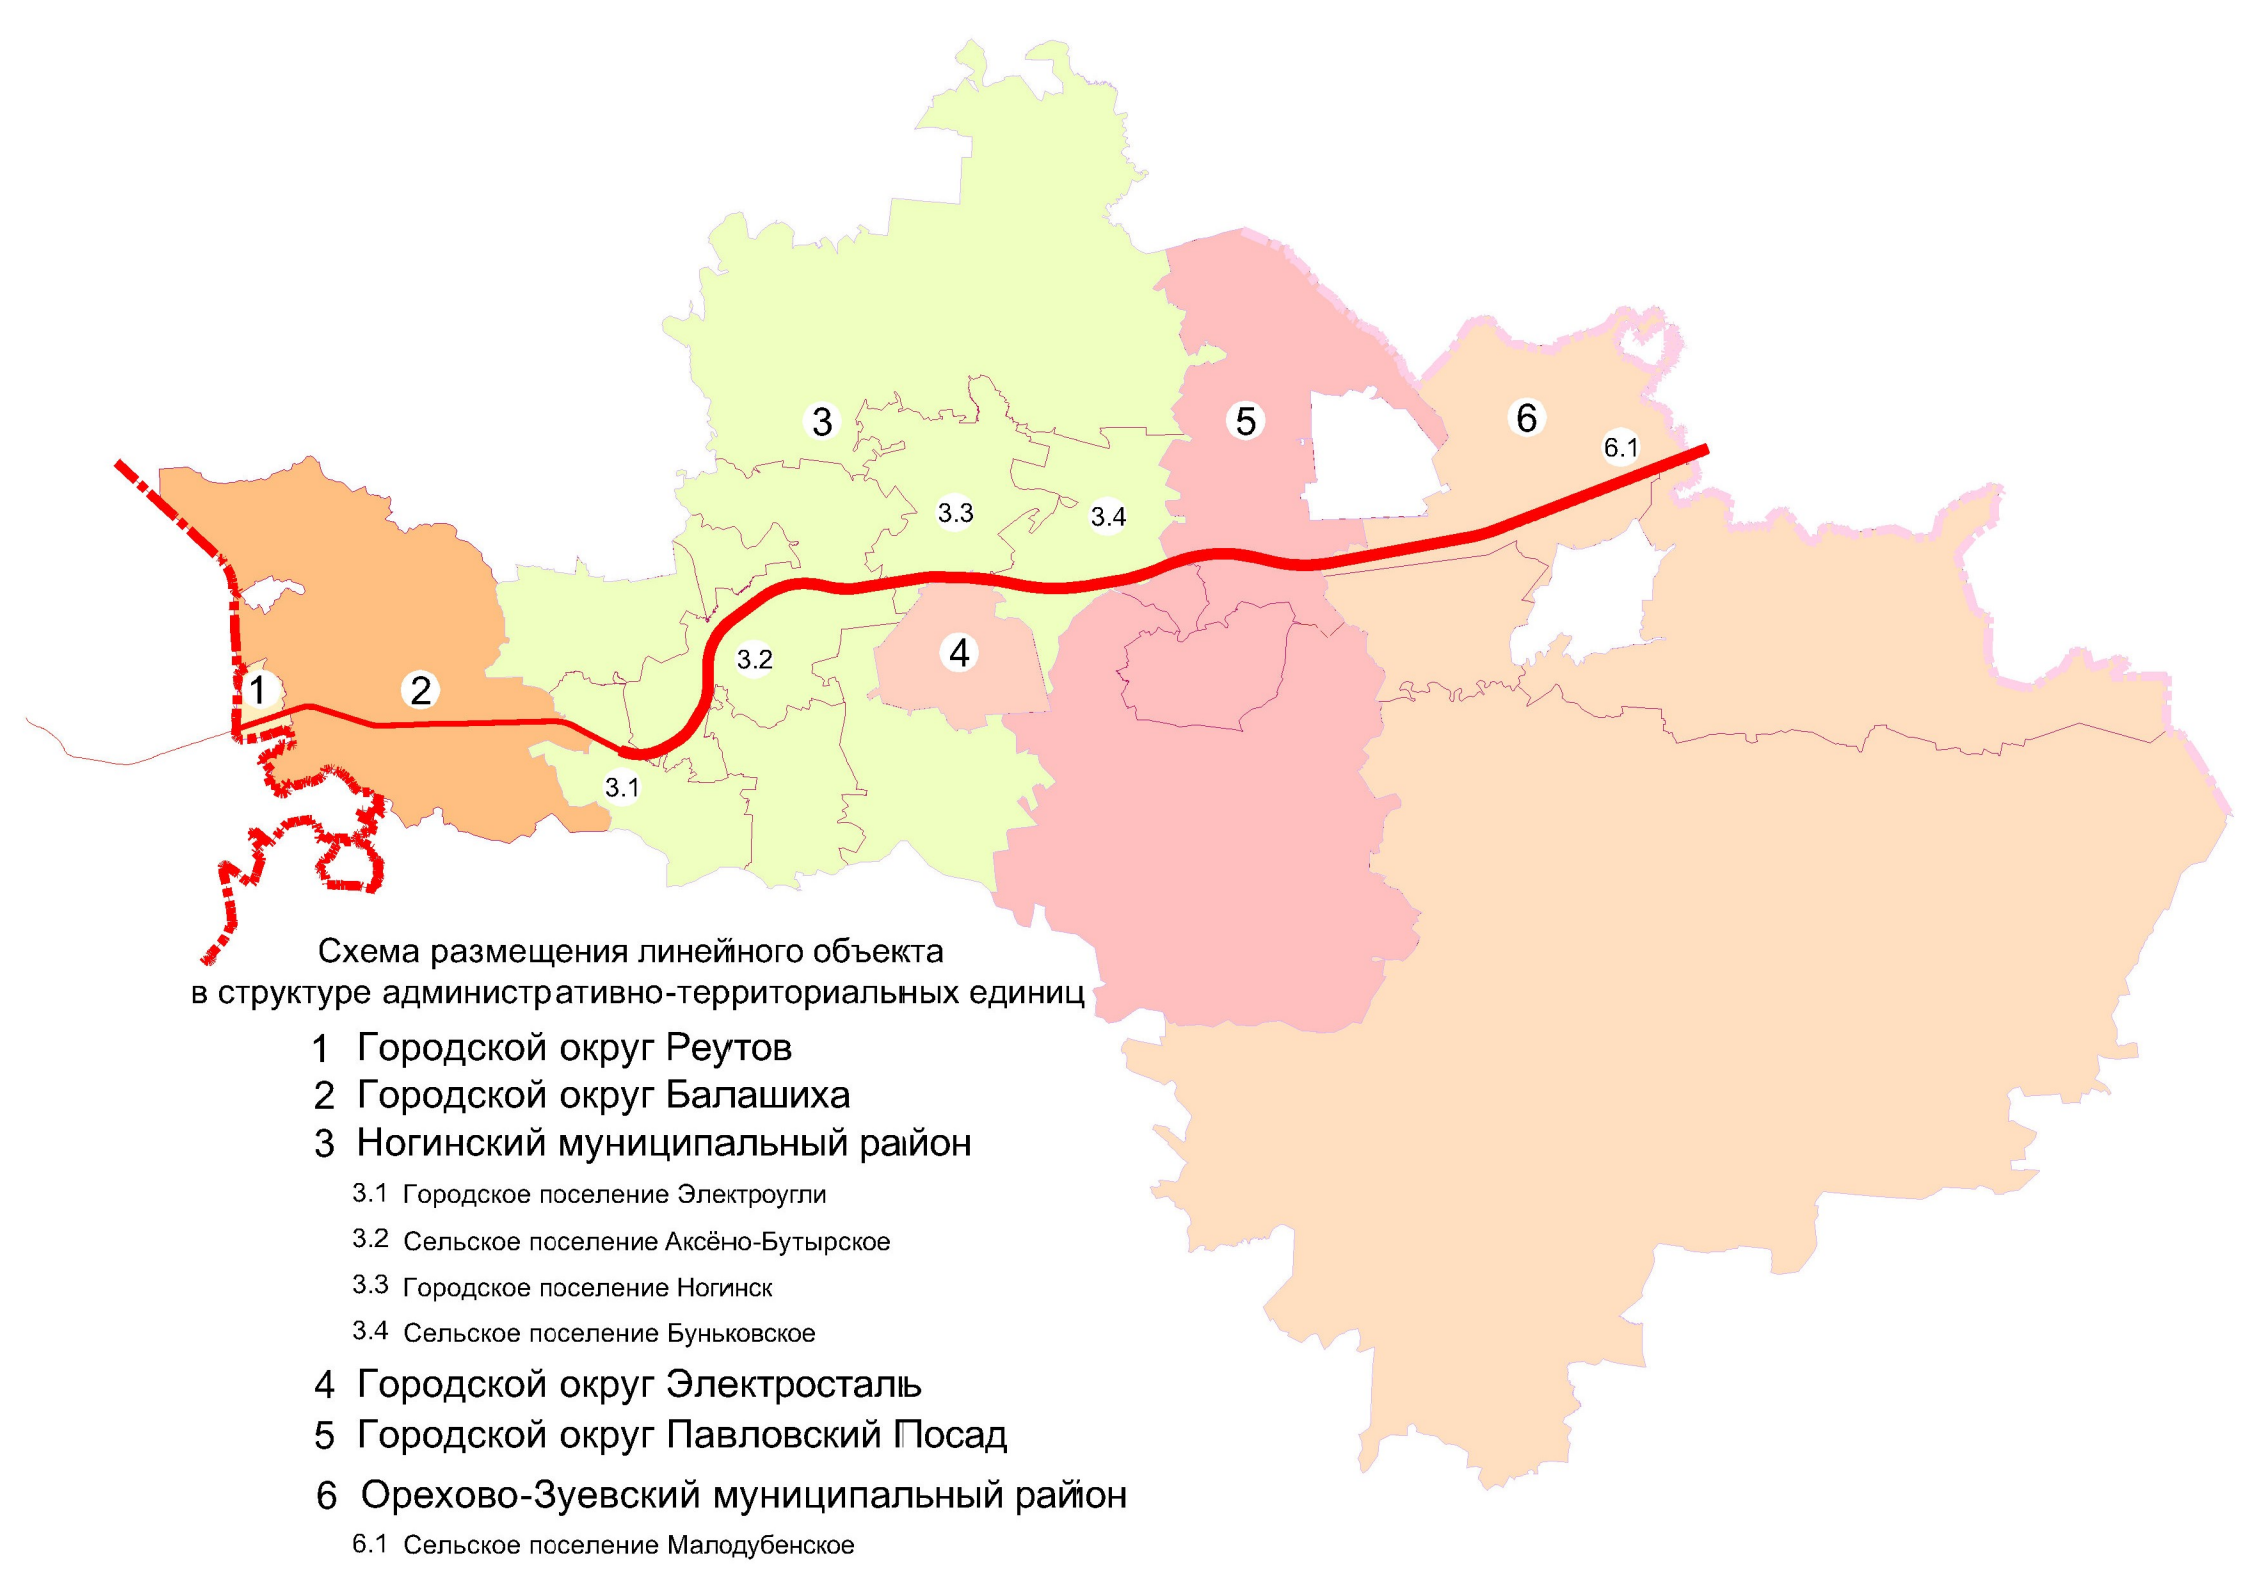 3
5
6
6.1
3.3
3.4
3.2
4
1
2
3.1
Схема размещения линейного объекта
в структуре административно-территориальных единиц
1 Городской округ Реутов
2 Городской округ Балашиха
3 Ногинский муниципальный район
3.1 Городское поселение Электроугли
3.2 Сельское поселение Аксёно-Бутырское
3.3 Городское поселение Ногинск
3.4 Сельское поселение Буньковское
4 Городской округ Электросталь
5 Городской округ Павловский Посад
6 Орехово-Зуевский муниципальный район
6.1 Сельское поселение Малодубенское